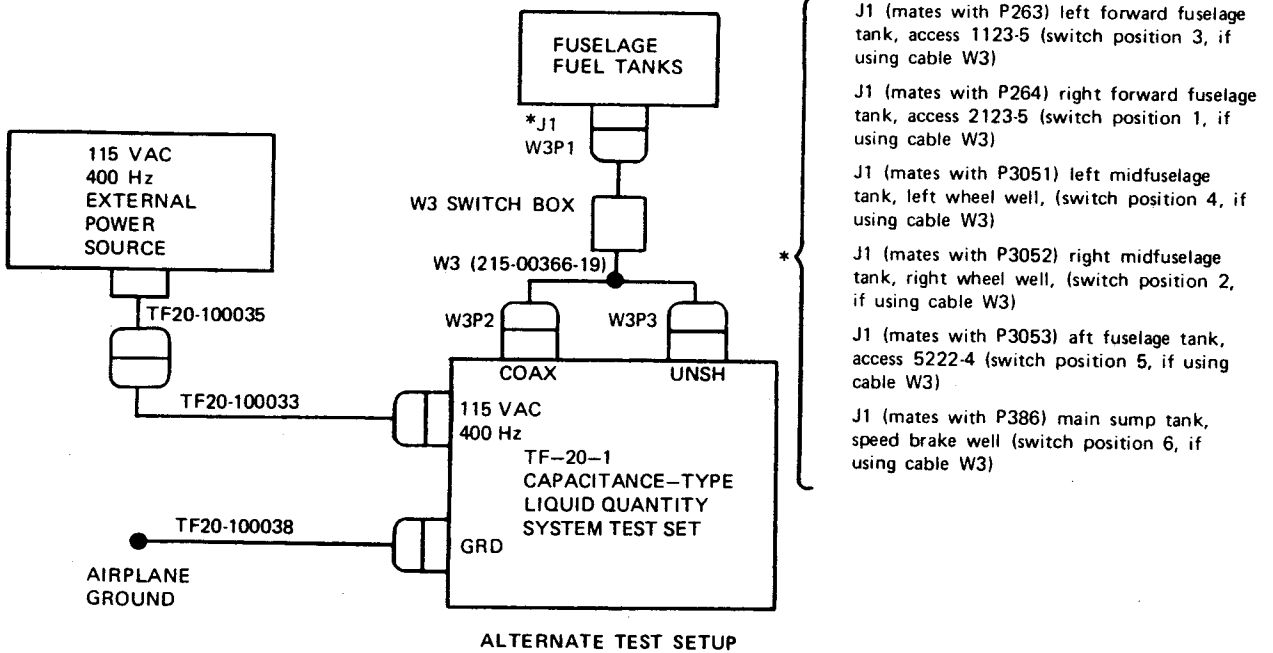 FUSELAGE
FUEL TANKS
*J1
W3P1
115 VAC
400 Hz
EXTERNAL
POWER
SOURCE
W3 SWITCH BOX
W3 (215-00366-19)
TF20-100035
W3P2
W3P3
COAX
UNSH
TF20-100033
115 VAC
400 Hz
TF-20-1
CAPACITANCE-TYPE
LIQUID QUANTITY
SYSTEM TEST SET
TF20-100038
GRD
AIRPLANE
GROUND
ALTERNATE TEST SETUP
*
J1 (mates with P263) left forward fuselage
tank, access 1123-5 (switch position 3, if
using cable W3)
J1 (mates with P264) right forward fuselage
tank, access 2123-5 (switch position 1, if
using cable W3)
J1 (mates with P3051) left midfuselage
tank, left wheel well, (switch position 4, if
using cable W3)
J1 (mates with P3052) right midfuselage
tank, right wheel well, (switch position 2,
if using cable W3)
J1 (mates with P3053) aft fuselage tank,
access 5222-4 (switch position 5, if using
cable W3)
J1 (mates with P386) main sump tank,
speed brake well (switch position 6, if
using cable W3)